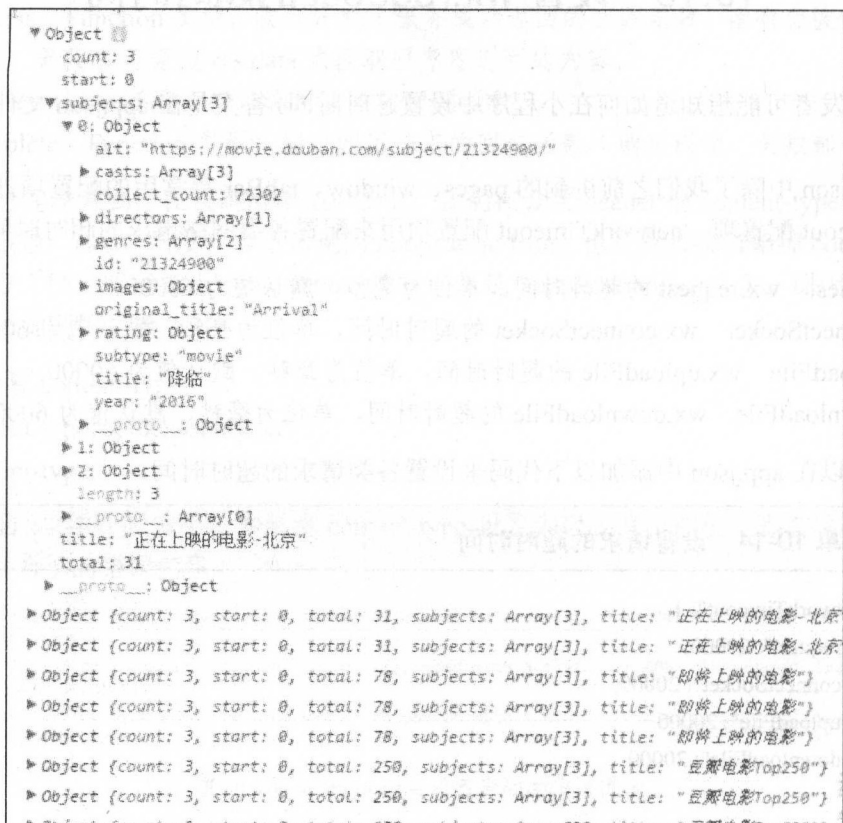 ▼Object
count: 3
start: 0
▼subjects: Array[3]
▼0: Object
alt: "https://movie.douban.com/subject/21324900/"
▶casts: Array[3]
collect_count: 72302
▶directors: Array[1]
▶genres: Array[2]
id: "21324900"
▶images: Object
original_title: "Arrival"
▶rating: Object
subtype: "movie"
title: "降临"
year: "2016"
▶__proto__: Object
▶1: Object
▶2: Object
length: 3
▶__proto__: Array[0]
title: "正在上映的电影-北京"
total: 31
▶__proto__: Object
▶Object {count: 3, start: 0, total: 31, subjects: Array[3], title: "正在上映的电影-北京"
▶Object {count: 3, start: 0, total: 31, subjects: Array[3], title: "正在上映的电影-北京"
▶Object {count: 3, start: 0, total: 78, subjects: Array[3], title: "即将上映的电影"}
▶Object {count: 3, start: 0, total: 78, subjects: Array[3], title: "即将上映的电影"}
▶Object {count: 3, start: 0, total: 78, subjects: Array[3], title: "即将上映的电影"}
▶Object {count: 3, start: 0, total: 250, subjects: Array[3], title: "豆瓣电影Top250"}
▶Object {count: 3, start: 0, total: 250, subjects: Array[3], title: "豆瓣电影Top250"}